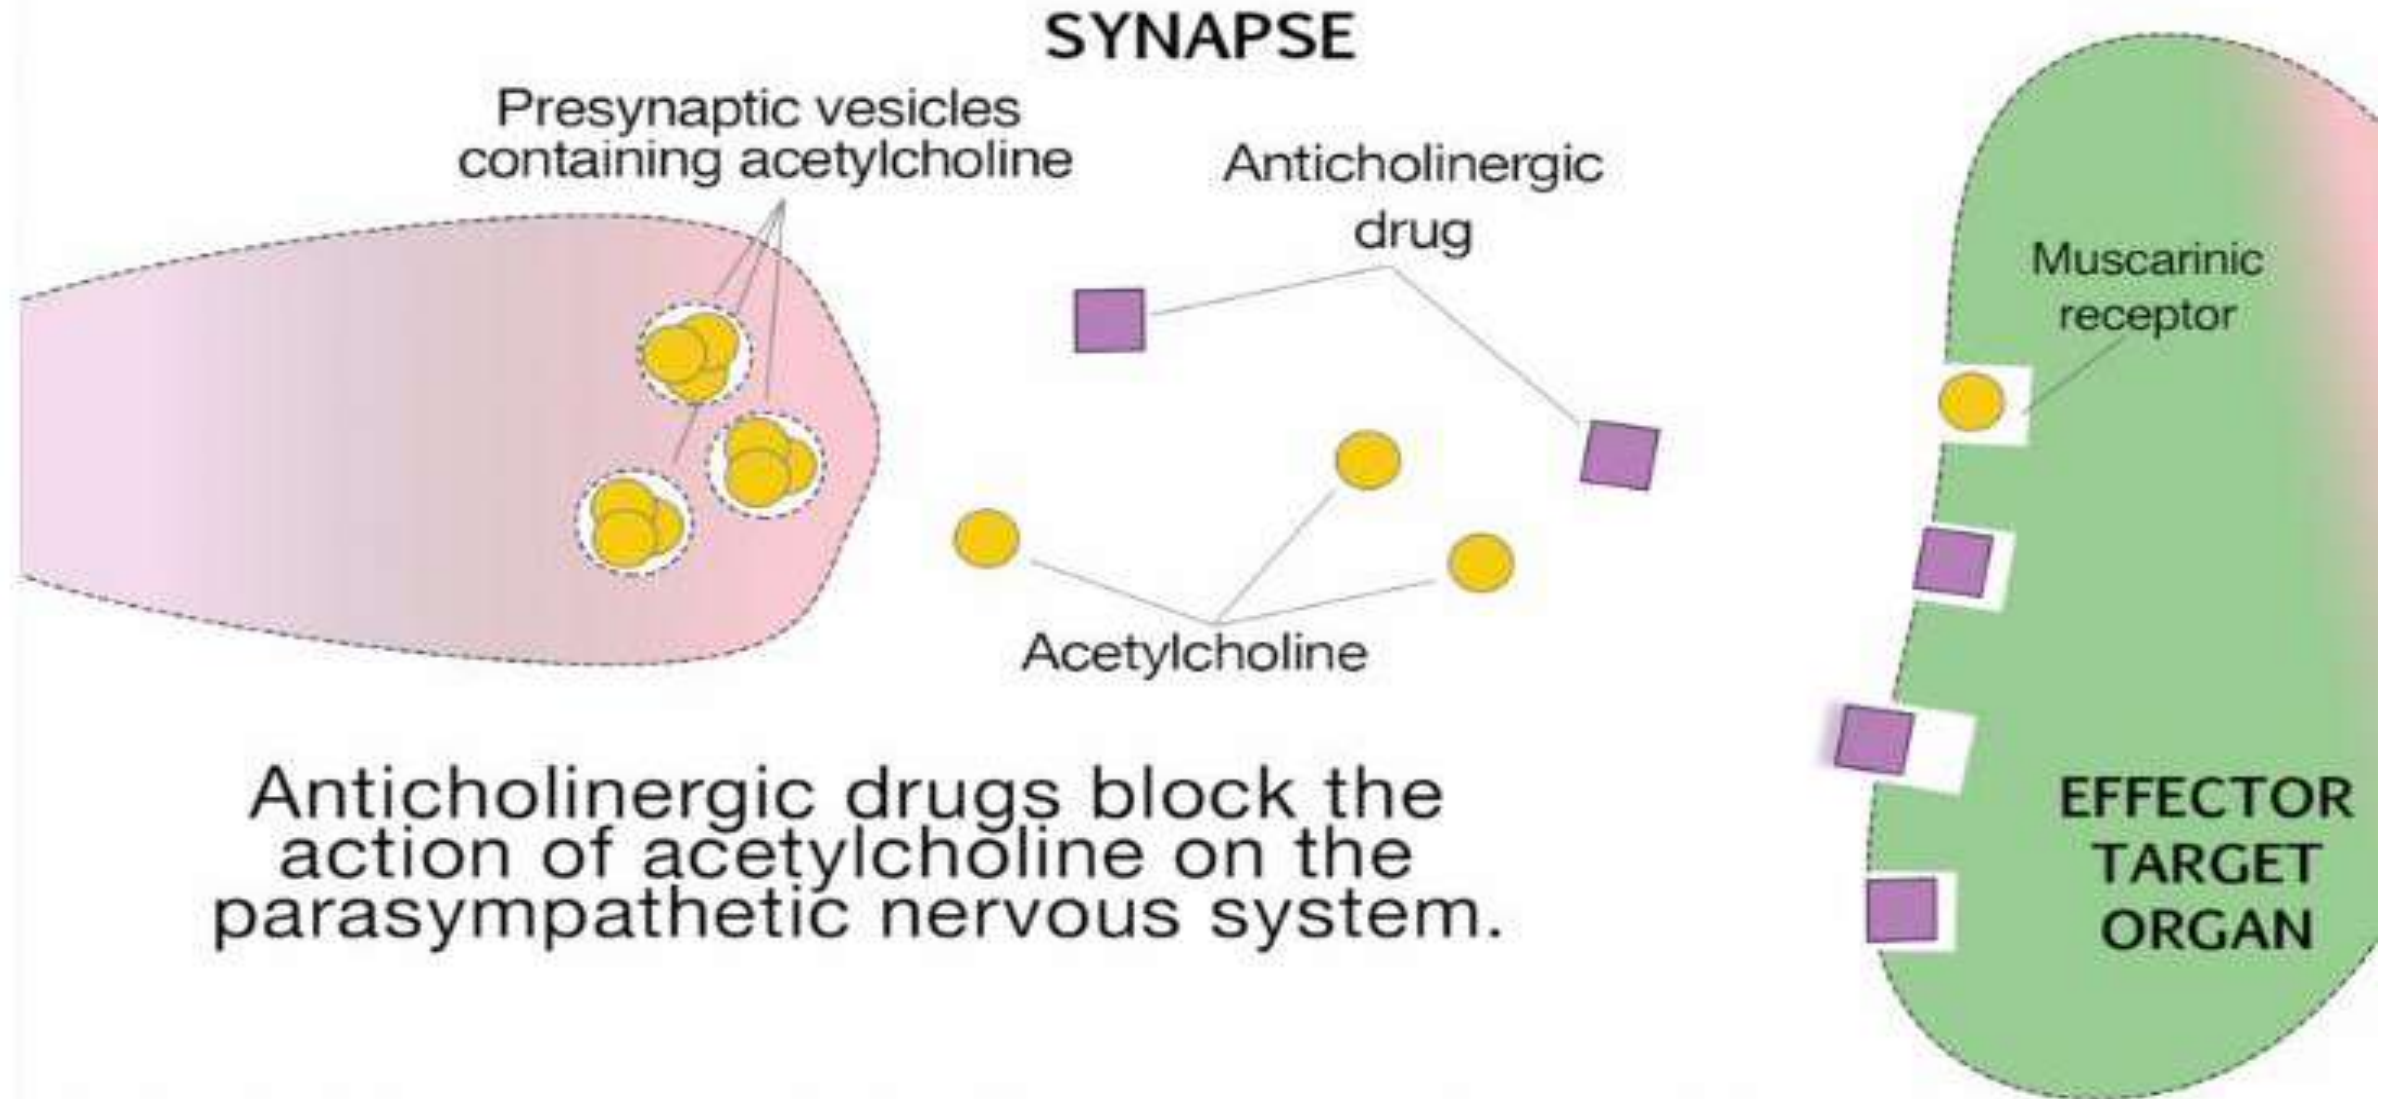 SYNAPSE
Presynaptic vesicles
containing acetylcholine
Anticholinergic
drug
Muscarinic
receptor
Acetylcholine
Anticholinergic drugs block the
action of acetylcholine on the
parasympathetic nervous system.
EFFECTOR
TARGET
ORGAN